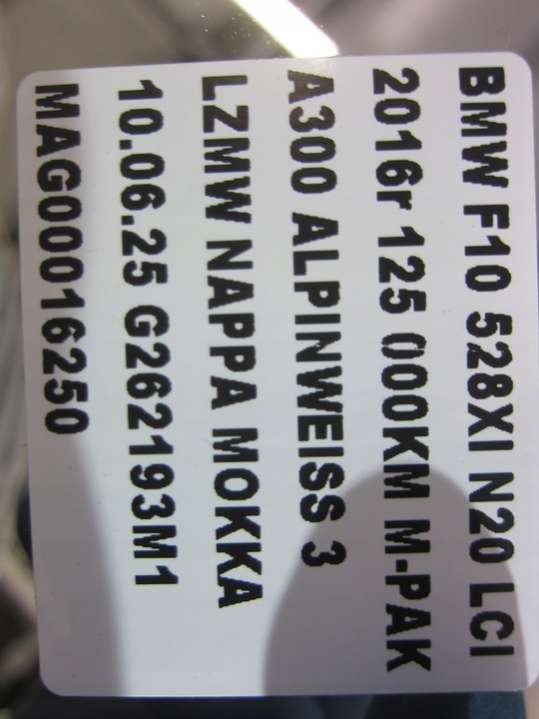 BMW F10 528XI N20 LCI
2016r 125 000KM M-PAK
A300 ALPINWEISS 3
LZMW NAPPA MOKKA
10.06.25 G262193M1
MAG00016250